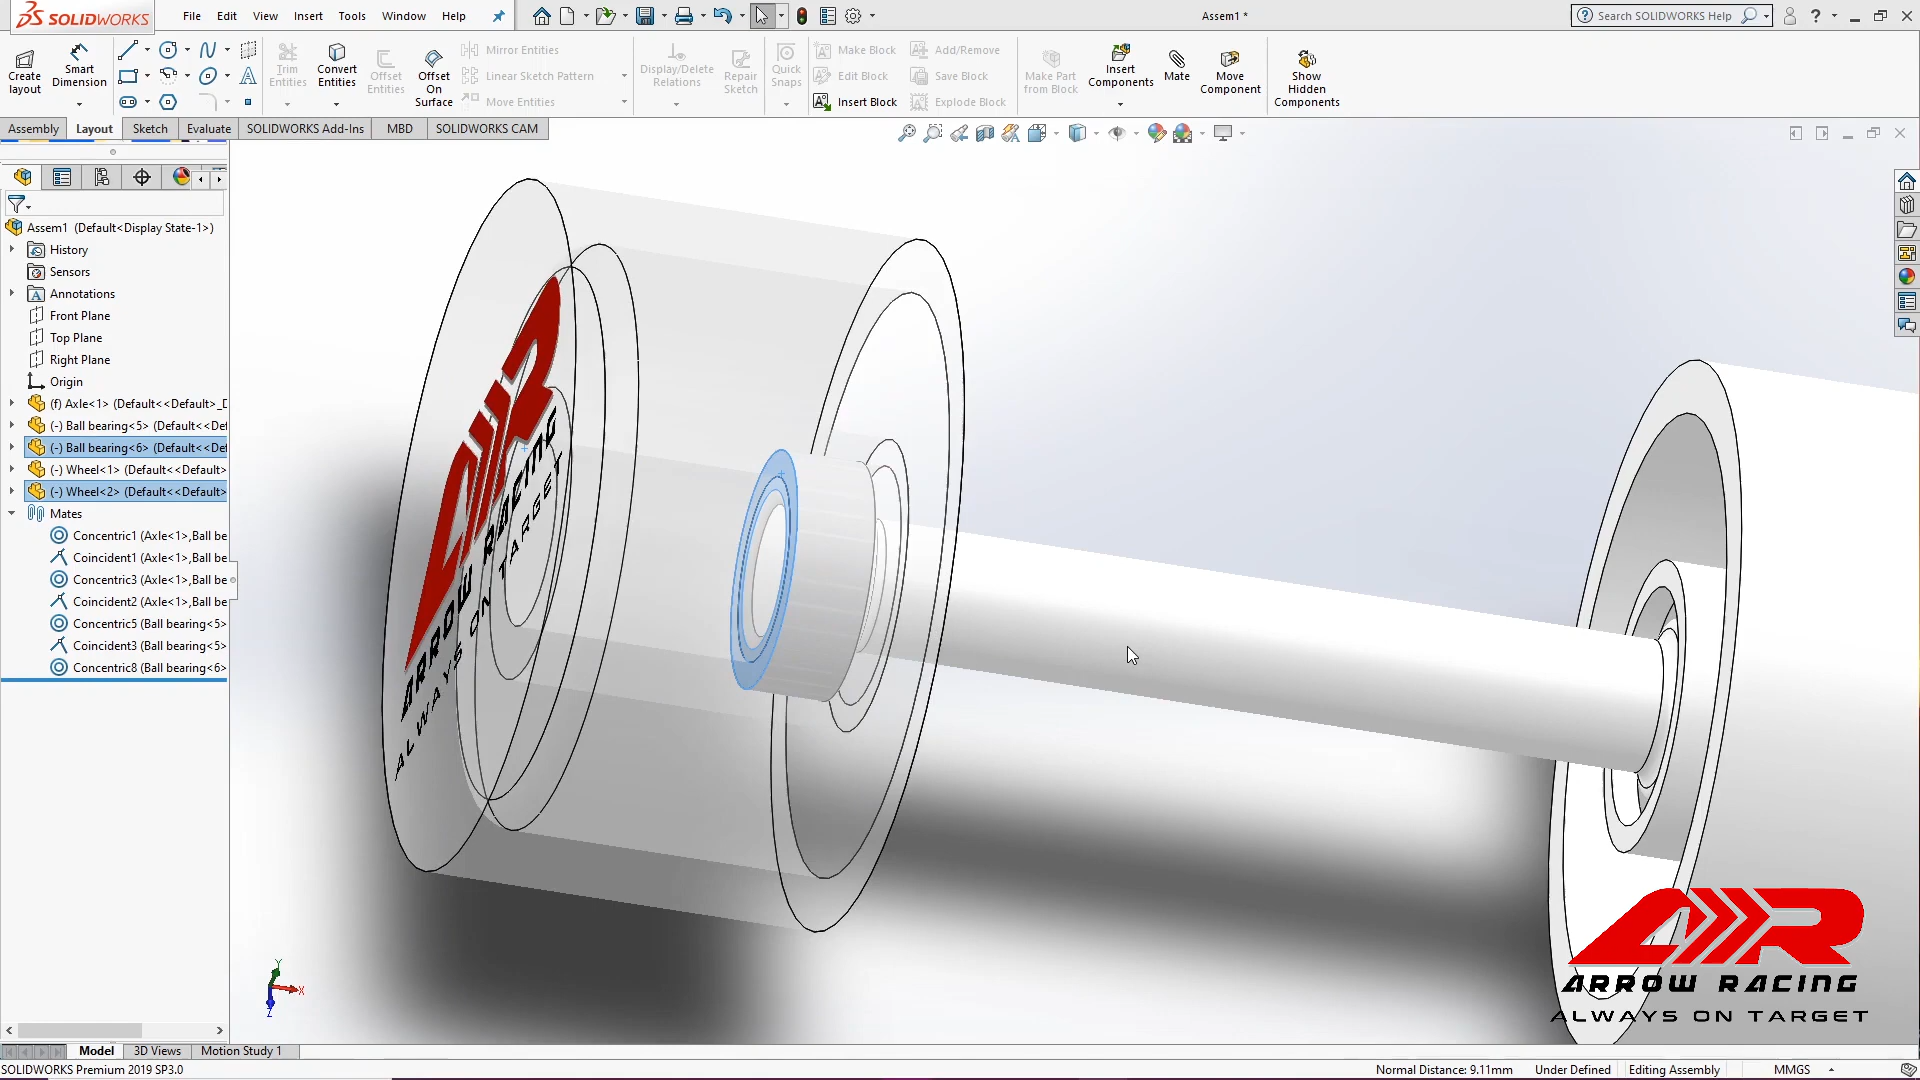 SOLIDWORKS
File Edit View Insert Tools Window Help
Assem1 *
Search SOLIDWORKS Help
Create layout
Smart Dimension
Trim Entities
Convert Entities
Offset Entities
Offset On Surface
Mirror Entities
Linear Sketch Pattern
Move Entities
Display/Delete Relations
Repair Sketch
Quick Snaps
Make Block
Edit Block
Insert Block
Add/Remove
Save Block
Explode Block
Make Part from Block
Insert Components
Mate
Move Component
Show Hidden Components
Assembly Layout Sketch Evaluate SOLIDWORKS Add-Ins MBD SOLIDWORKS CAM
Assem1 (Default<Display State-1>)
History
Sensors
Annotations
Front Plane
Top Plane
Right Plane
Origin
(f) Axle<1> (Default<<Default>_D
(-) Ball bearing<5> (Default<<Def
(-) Ball bearing<6> (Default<<Def
(-) Wheel<1> (Default<<Default>
(-) Wheel<2> (Default<<Default>
Mates
Concentric1 (Axle<1>,Ball be
Coincident1 (Axle<1>,Ball be
Concentric3 (Axle<1>,Ball be
Coincident2 (Axle<1>,Ball be
Concentric5 (Ball bearing<5>
Coincident3 (Ball bearing<5>
Concentric8 (Ball bearing<6>
ARROW RACING
ALWAYS ON TARGET
Y
X
Z
AR
ARROW RACING
ALWAYS ON TARGET
Model 3D Views Motion Study 1
SOLIDWORKS Premium 2019 SP3.0
Normal Distance: 9.11mm Under Defined Editing Assembly MMGS